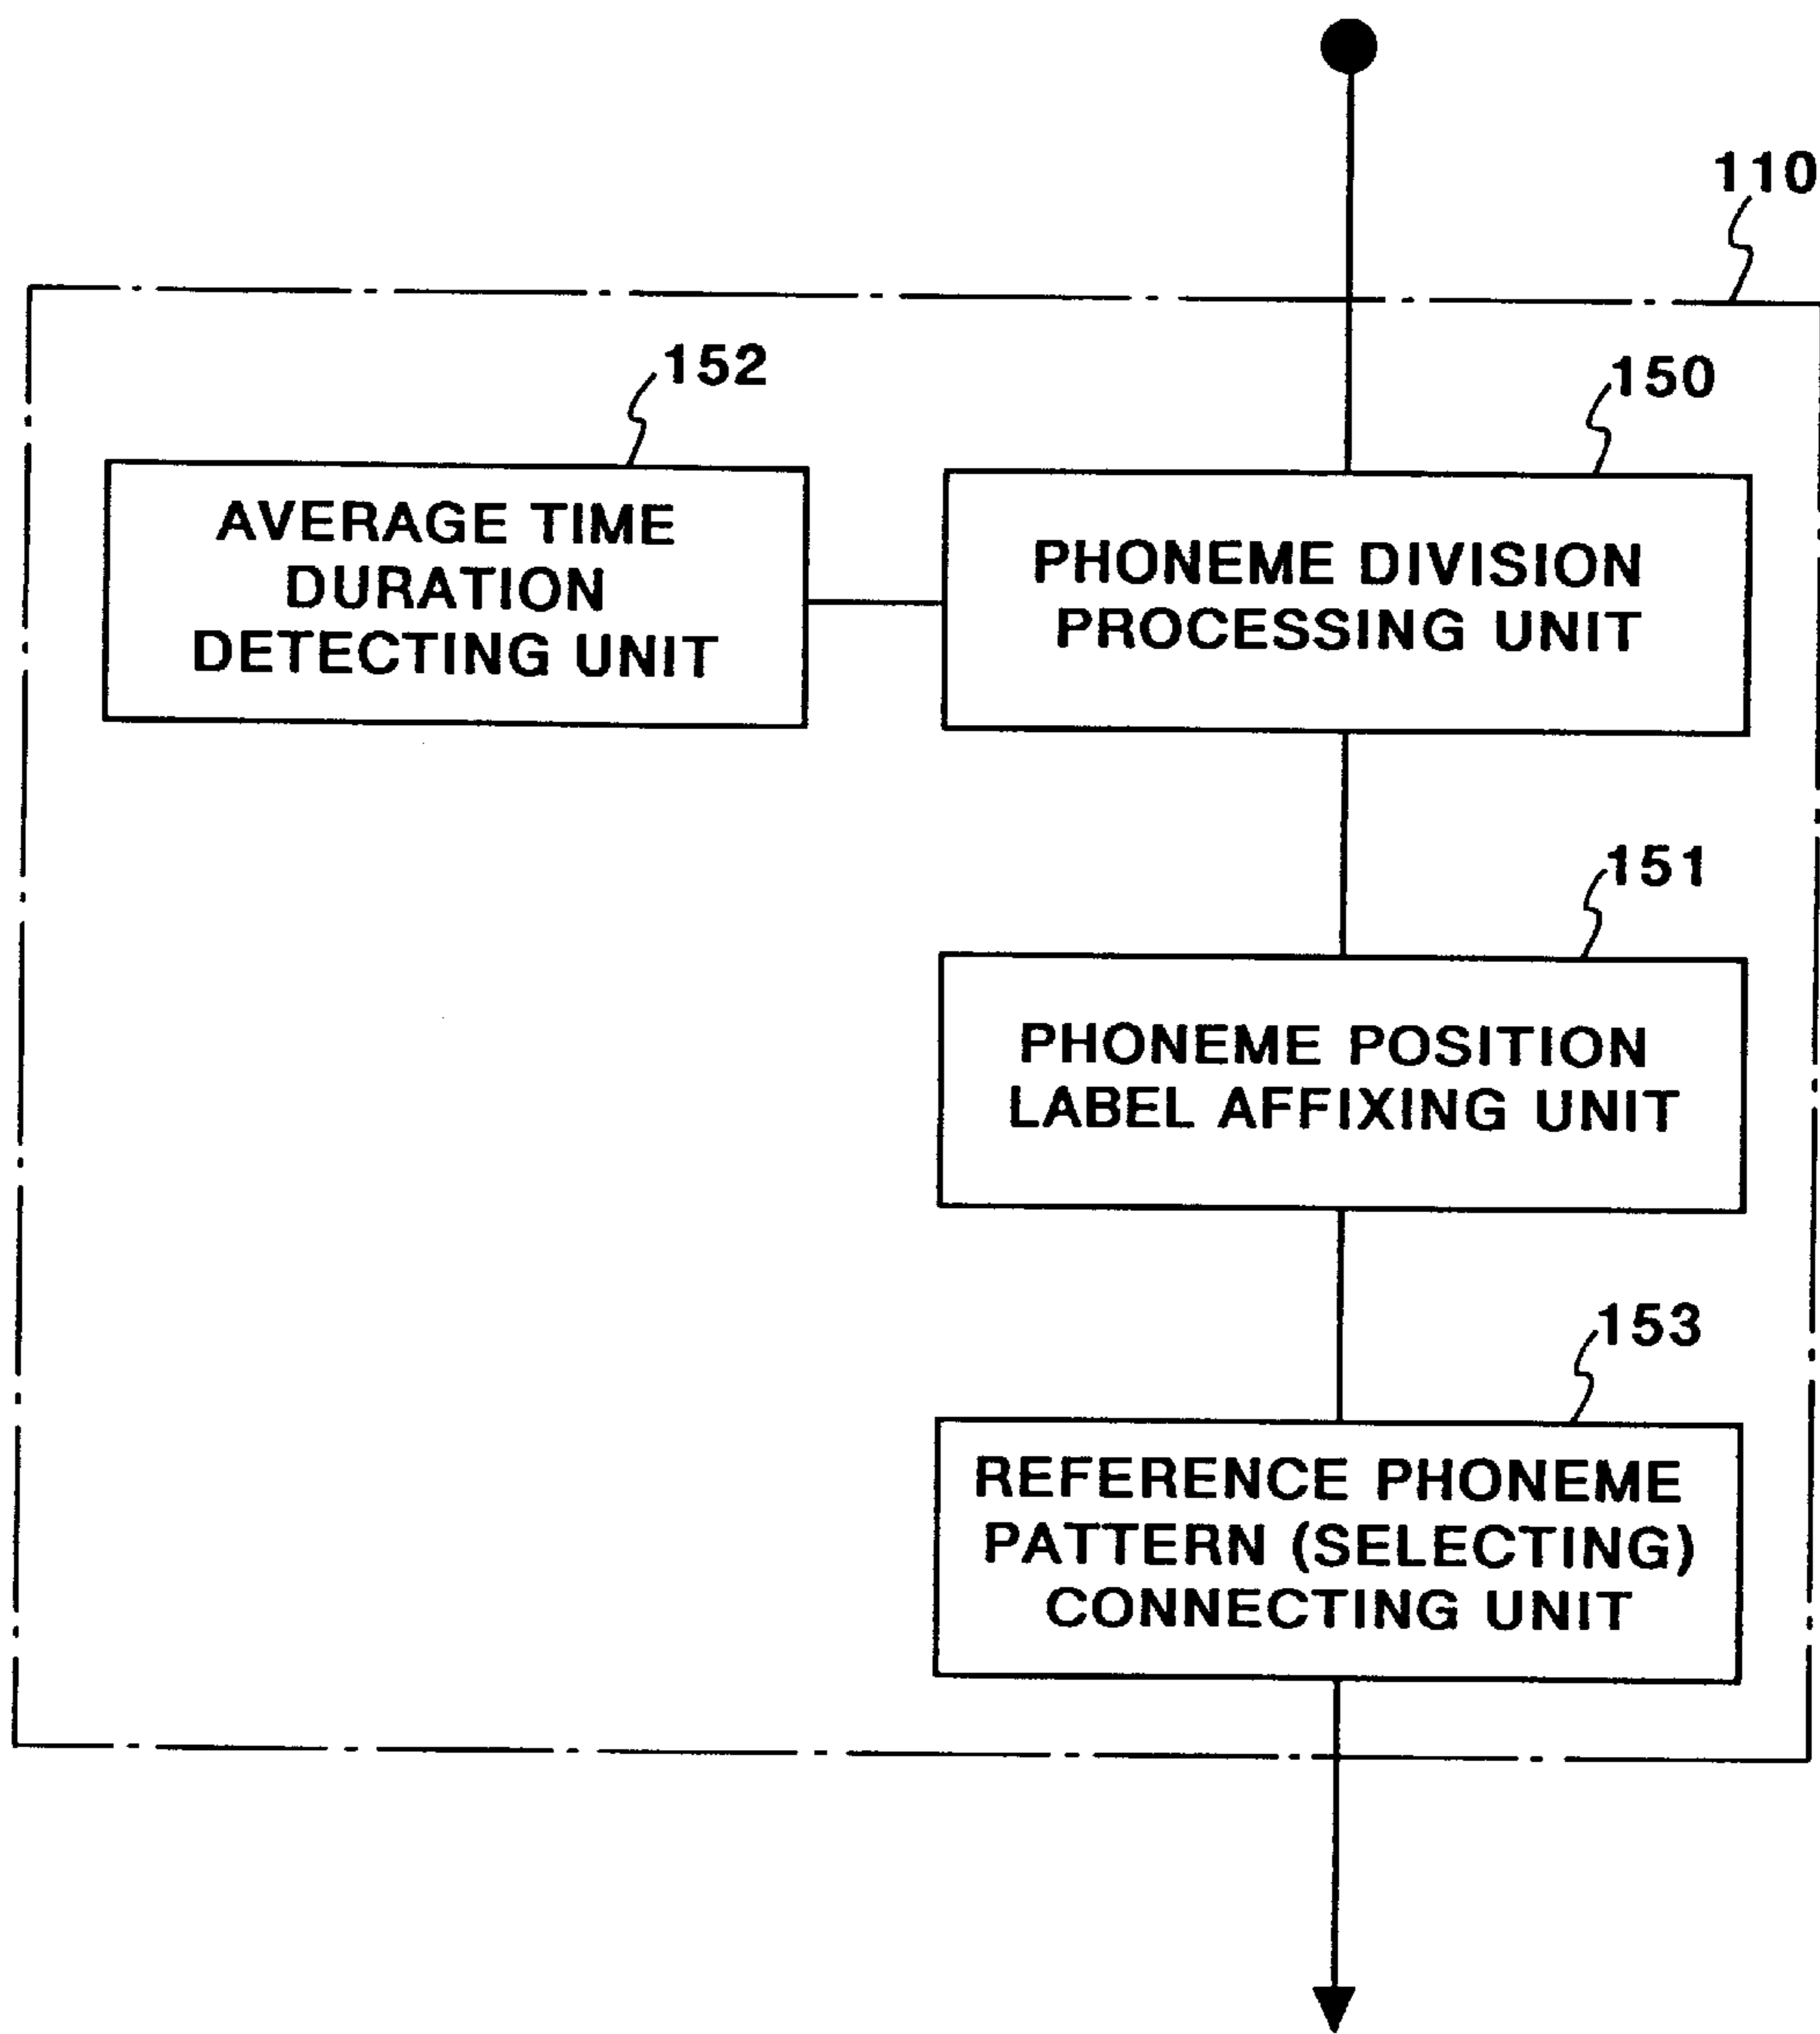 110
152
150
AVERAGE TIME
DURATION
DETECTING UNIT
PHONEME DIVISION
PROCESSING UNIT
151
PHONEME POSITION
LABEL AFFIXING UNIT
153
REFERENCE PHONEME
PATTERN (SELECTING)
CONNECTING UNIT